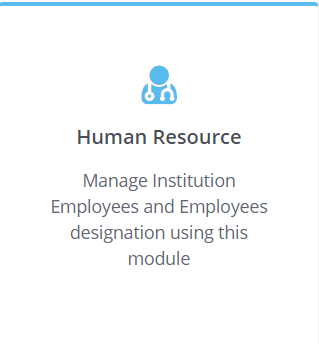 Human Resource
Manage Institution
Employees and Employees
designation using this
module